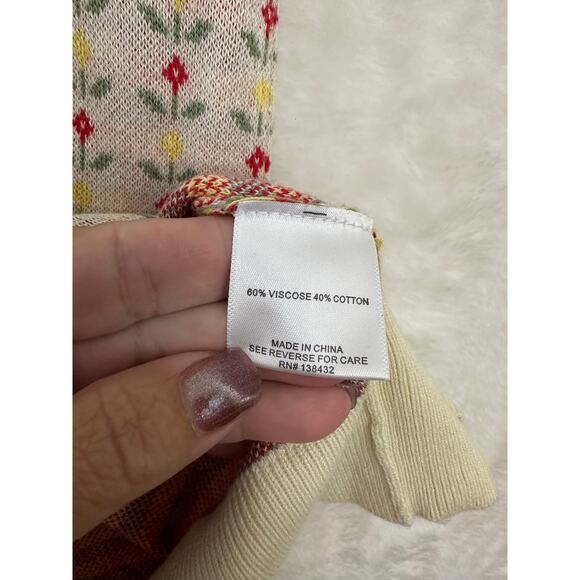 60% VISCOSE 40% COTTON
MADE IN CHINA
SEE REVERSE FOR CARE
RN# 138432